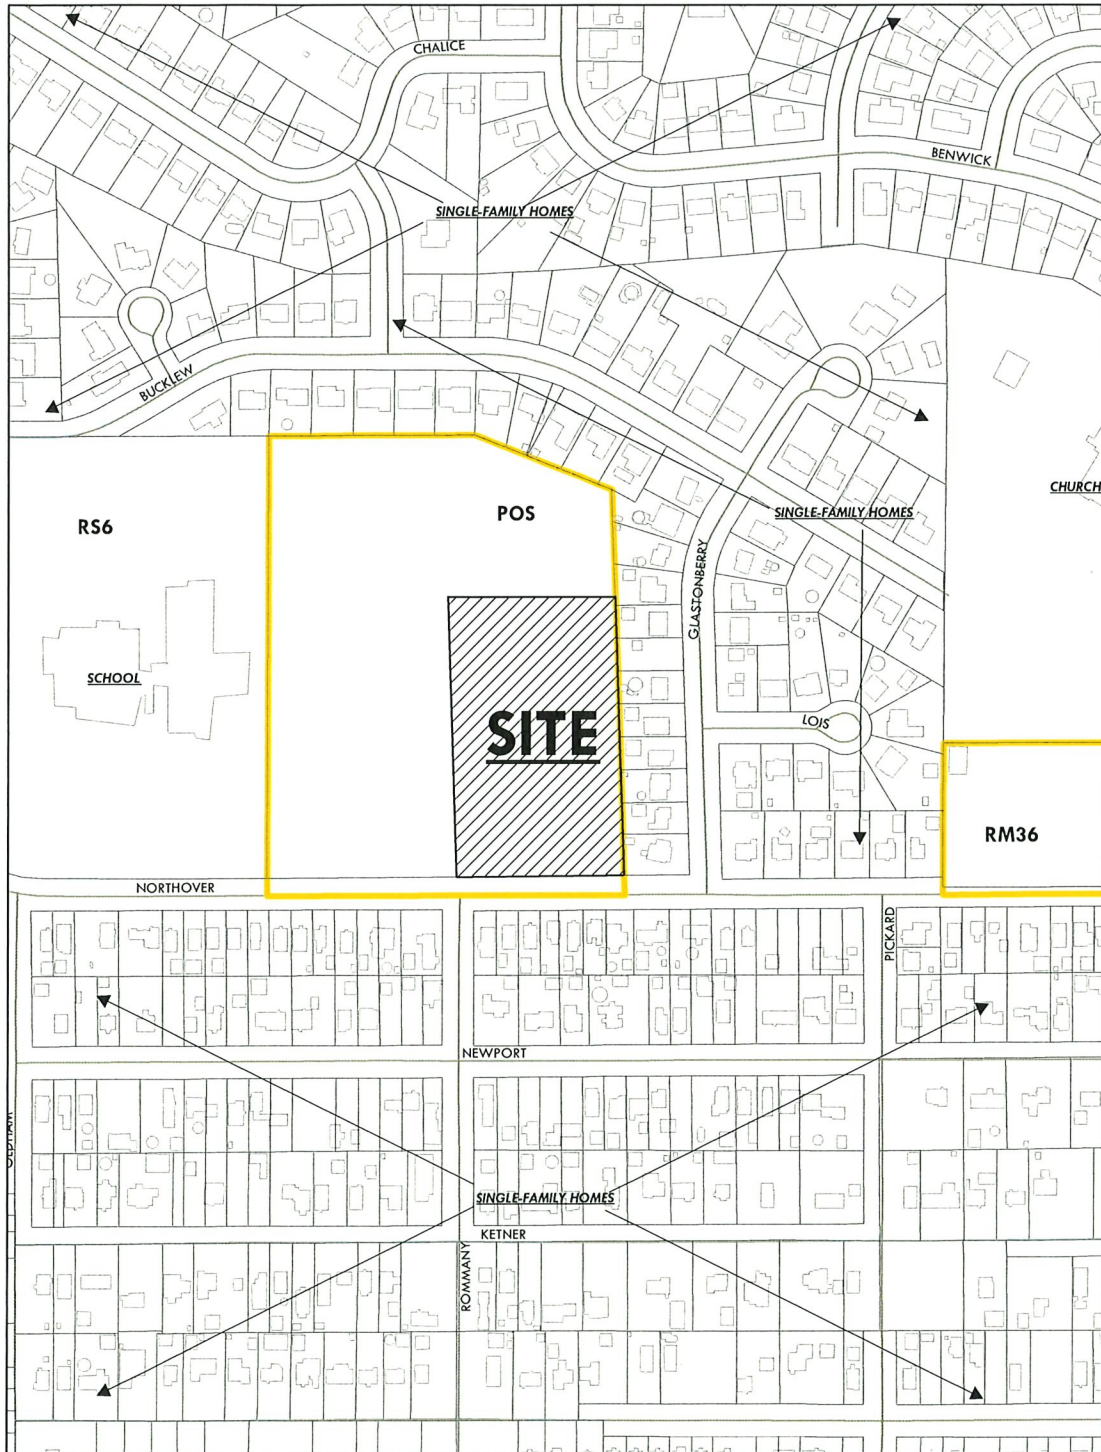 CHALICE
BENWICK
SINGLE-FAMILY HOMES
BUCKLEW
CHURCH
RS6
POS
SINGLE-FAMILY HOMES
GLASTONBERRY
SCHOOL
SITE
LOIS
RM36
NORTHOVER
PICKARD
NEWPORT
OLDHAM
SINGLE-FAMILY HOMES
KETNER
ROMMANY